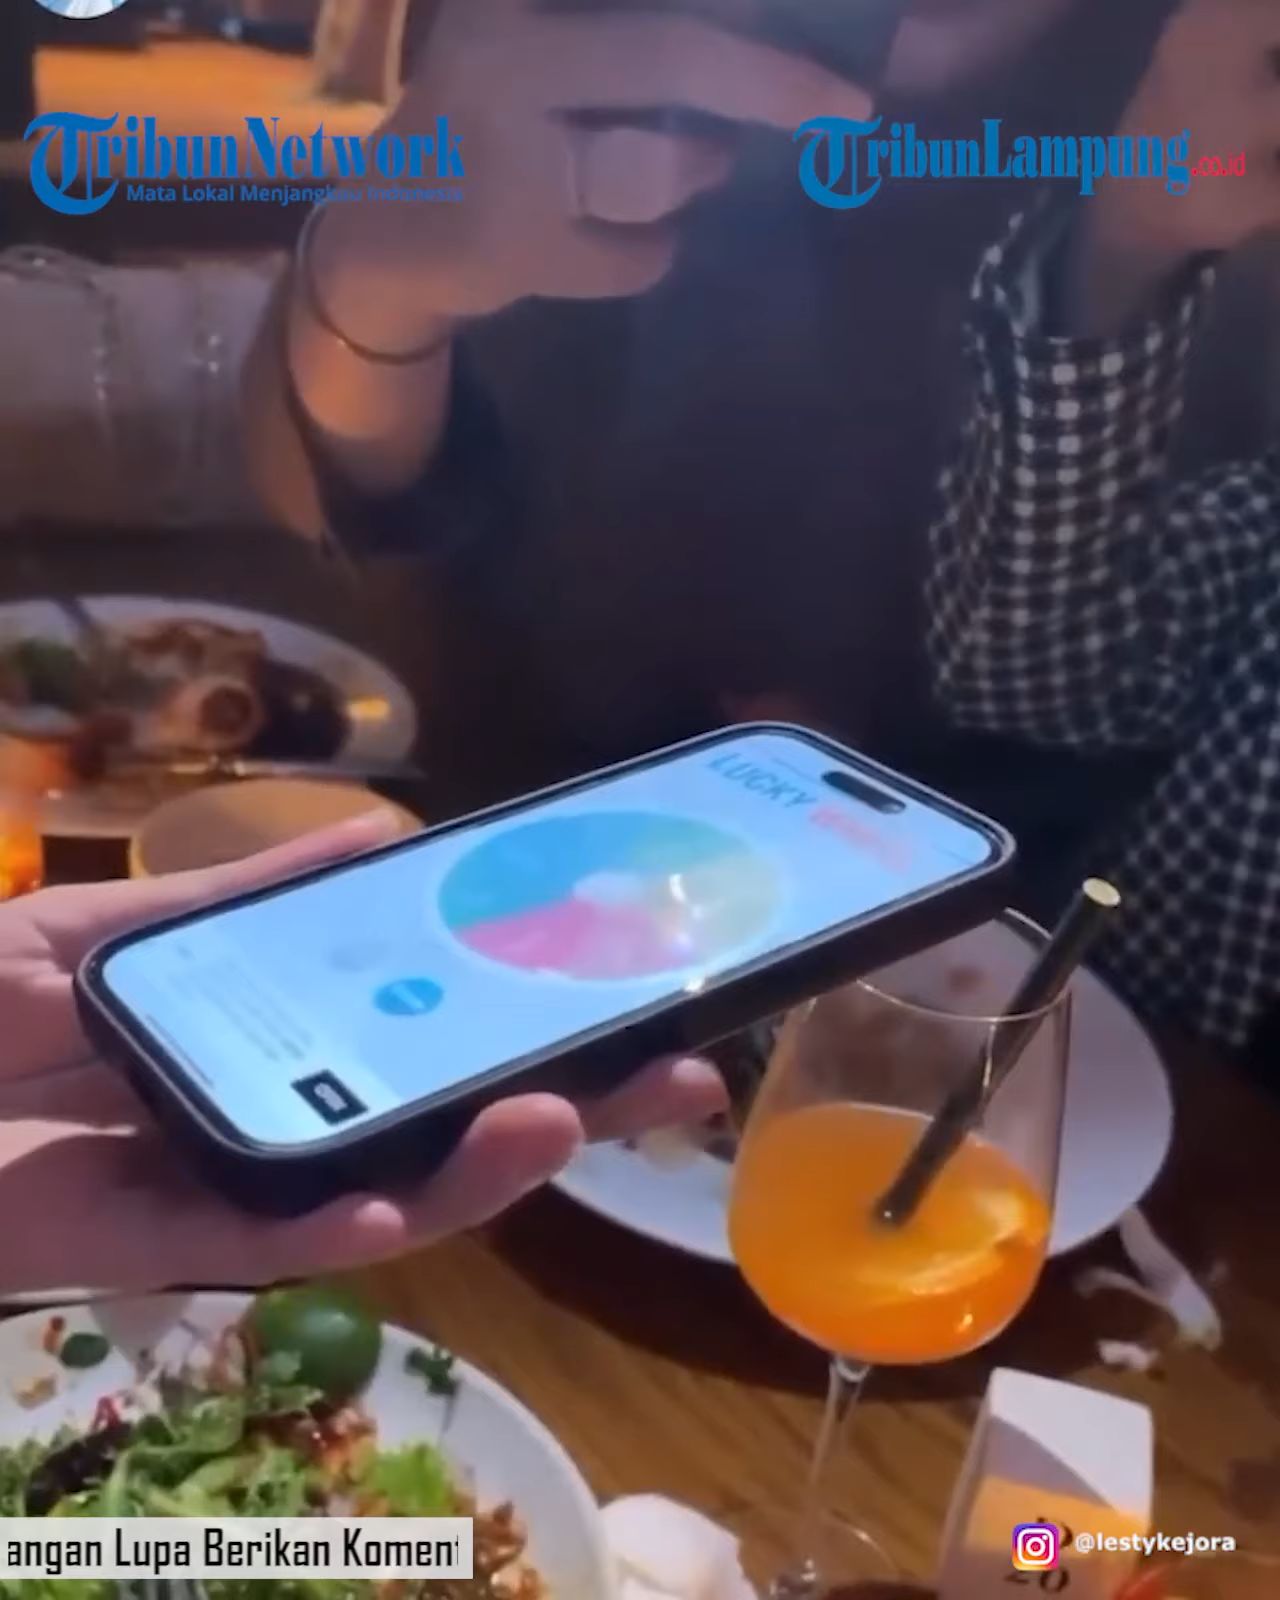 TribunNetwork
Mata Lokal Menjangkau Indonesia
TribunLampung.co.id
LUCKY
angan Lupa Berikan Koment
@lestykejora